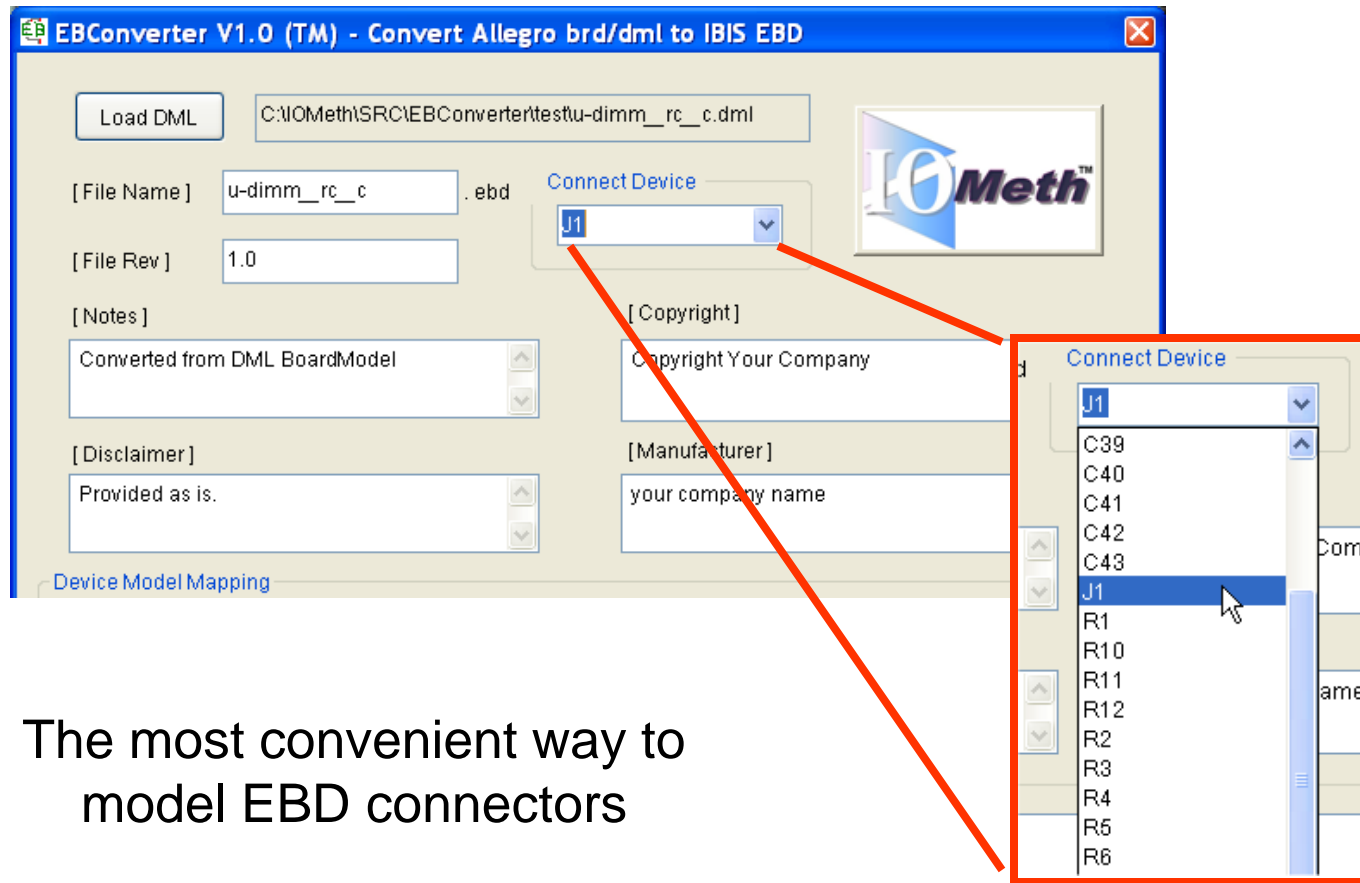 EBConverter V1.0 (TM) - Convert Allegro brd/dml to IBIS EBD
Load DML
C:\IOMeth\SRC\EBConverter\test\u-dimm__rc__c.dml
IOMeth™
[ File Name ]
u-dimm__rc__c
. ebd
Connect Device
J1
[ File Rev ]
1.0
[ Notes ]
Converted from DML BoardModel
[ Copyright ]
Copyright Your Company
[ Disclaimer ]
Provided as is.
[ Manufacturer ]
your company name
Device Model Mapping
Connect Device
J1
C39
C40
C41
C42
C43
J1
R1
R10
R11
R12
R2
R3
R4
R5
R6
The most convenient way to
model EBD connectors